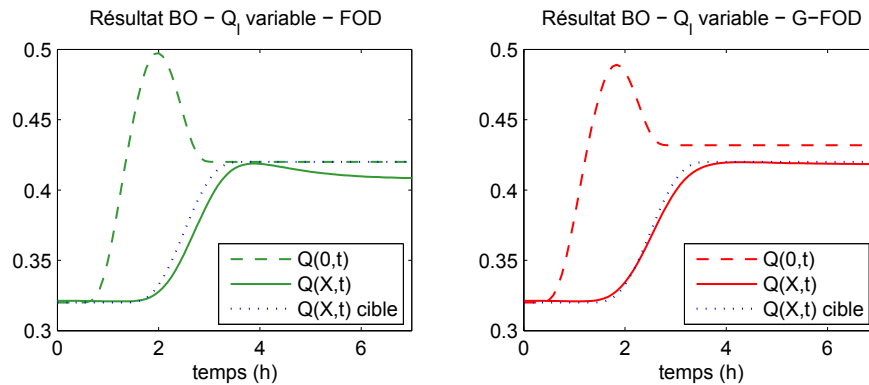 Résultat BO − Q_l variable − FOD
0.5
0.45
0.4
0.35
0.3
0
2
4
6
temps (h)
Q(0,t)
Q(X,t)
Q(X,t) cible
Résultat BO − Q_l variable − G−FOD
0.5
0.45
0.4
0.35
0.3
0
2
4
6
temps (h)
Q(0,t)
Q(X,t)
Q(X,t) cible